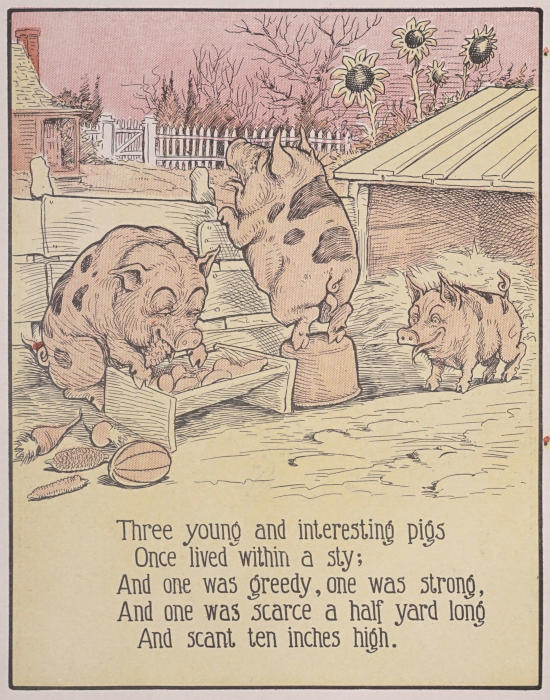 Three young and interesting pigs
Once lived within a sty;
And one was greedy, one was strong,
And one was scarce a half yard long
And scant ten inches high.